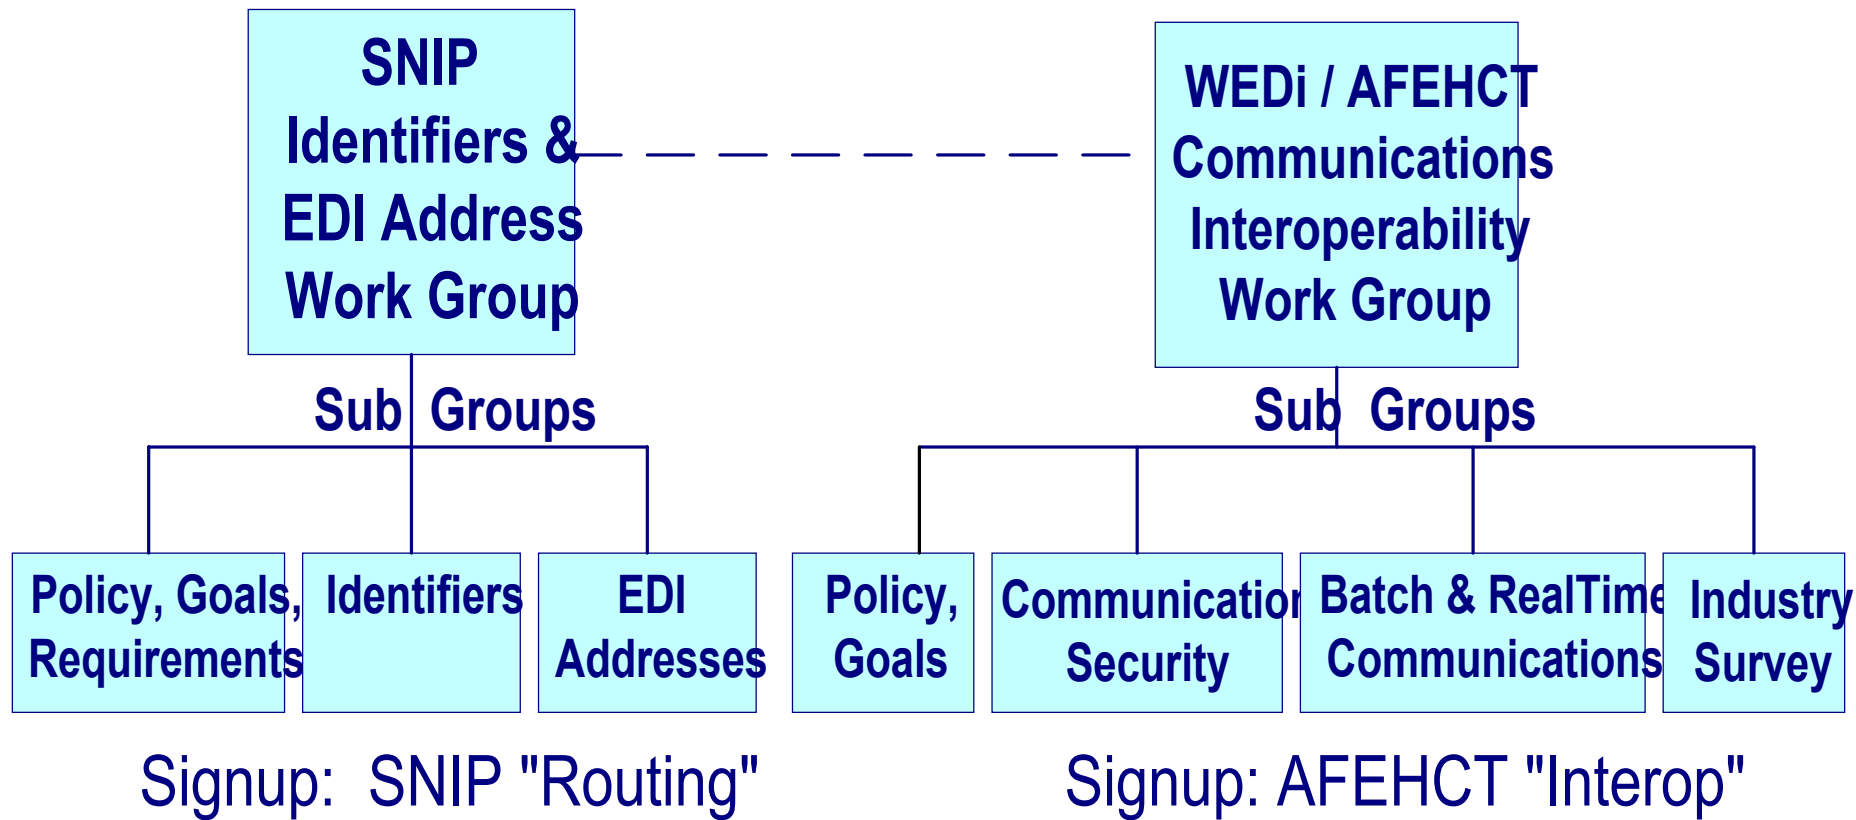 SNIP
Identifiers &
EDI Address
Work Group
WEDi / AFEHCT
Communications
Interoperability
Work Group
Sub Groups
Sub Groups
Policy, Goals,
Requirements
Identifiers
EDI
Addresses
Policy,
Goals
Communication
Security
Batch & RealTime
Communications
Industry
Survey
Signup: SNIP "Routing"
Signup: AFEHCT "Interop"